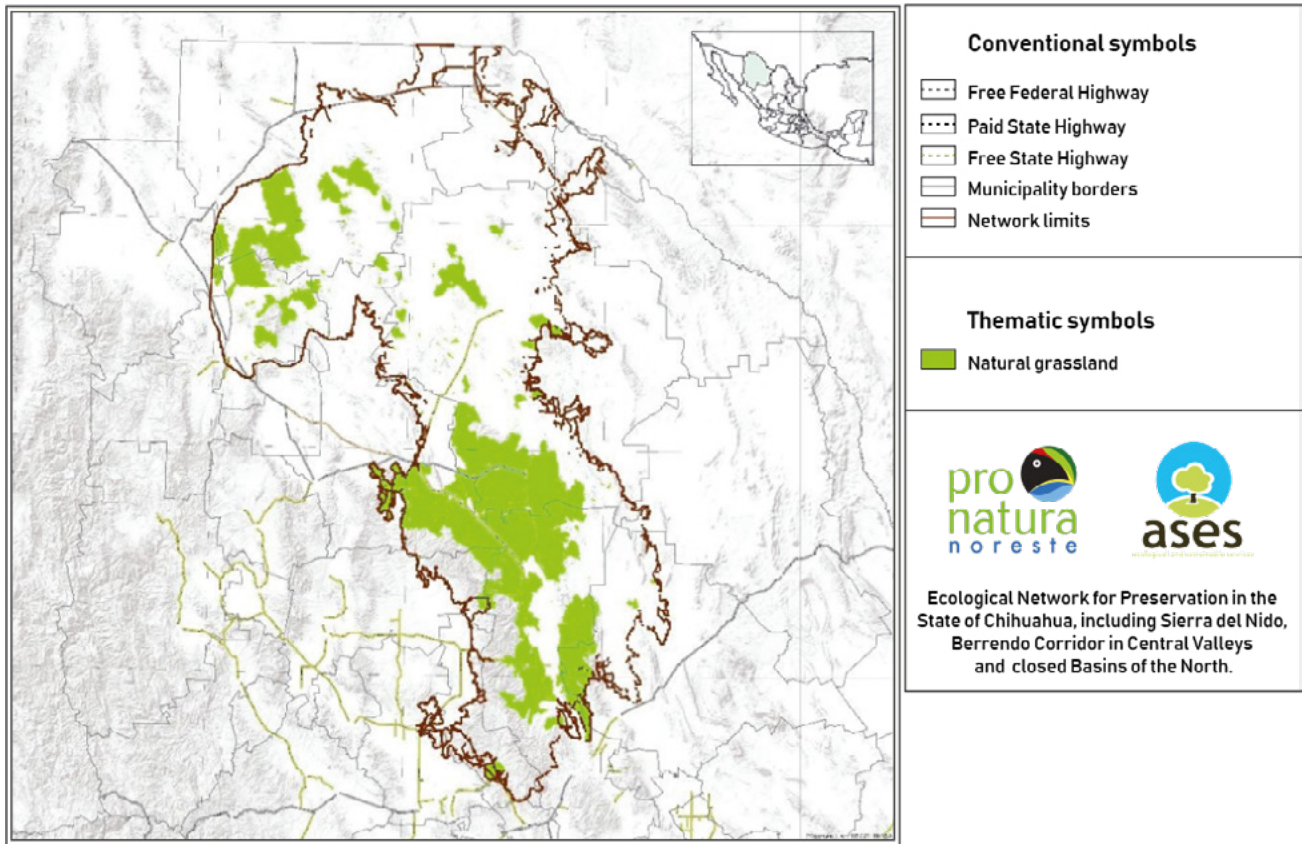 Conventional symbols
Free Federal Highway
Paid State Highway
Free State Highway
Municipality borders
Network limits
Thematic symbols
Natural grassland
pro
natura
noreste
ases
Ecological Network for Preservation in the
State of Chihuahua, including Sierra del Nido,
Berrendo Corridor in Central Valleys
and closed Basins of the North.